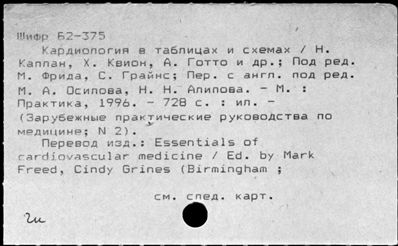 Шифр Б2-375
Кардиология в таблицах и схемах / Н.
Каплан, Х. Квион, А. Готто и др.; Под ред.
М. Фрида, С. Грайнс; Пер. с англ. под ред.
М. А. Осипова, Н. Н. Алипова. - М. :
Практика, 1996. - 728 с. : ил. -
(Зарубежные практические руководства по
медицине; N 2).
Перевод изд.: Essentials of
cardiovascular medicine / Ed. by Mark
Freed, Cindy Grines (Birmingham ;
см. след. карт.